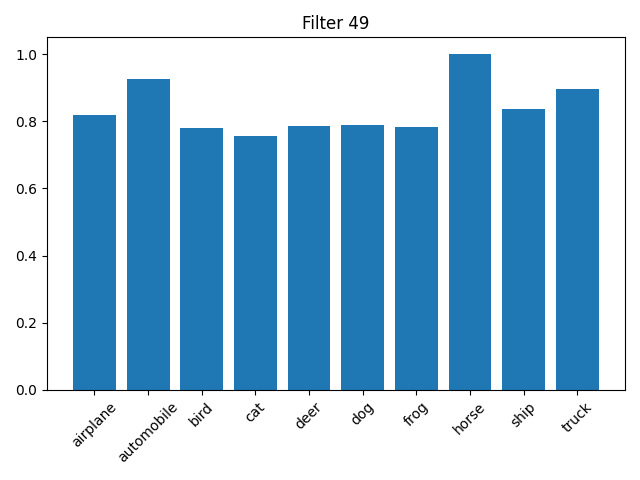 Filter 49
1.0
0.8
0.6
0.4
0.2
0.0
airplane
automobile
bird
cat
deer
dog
frog
horse
ship
truck